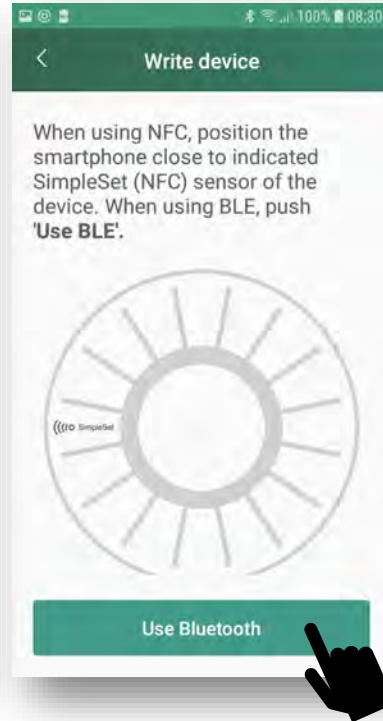 100% 08:30
Write device
When using NFC, position the
smartphone close to indicated
SimpleSet (NFC) sensor of the
device. When using BLE, push
'Use BLE'.
SimpleSet
Use Bluetooth